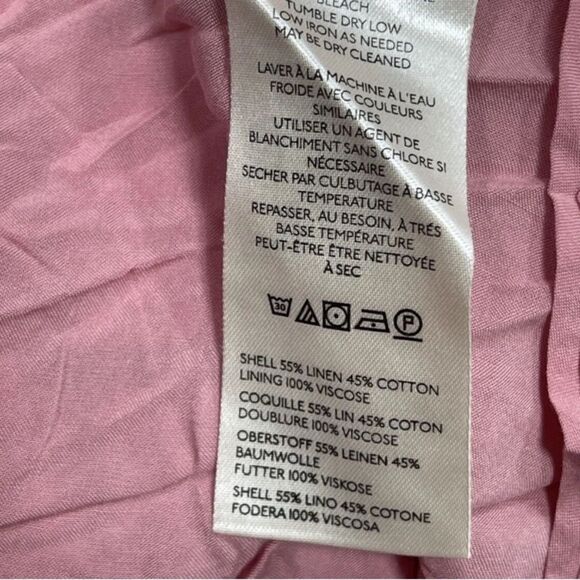 BLEACH
TUMBLE DRY LOW
LOW IRON AS NEEDED
MAY BE DRY CLEANED
LAVER À LA MACHINE À L'EAU
FROIDE AVEC COULEURS
SIMILAIRES
UTILISER UN AGENT DE
BLANCHIMENT SANS CHLORE SI
NÉCESSAIRE
SECHER PAR CULBUTAGE À BASSE
TEMPERATURE
REPASSER, AU BESOIN, À TRÉS
BASSE TEMPÉRATURE
PEUT-ÊTRE ÊTRE NETTOYÉE
À SEC
30 P
SHELL 55% LINEN 45% COTTON
LINING 100% VISCOSE
COQUILLE 55% LIN 45% COTON
DOUBLURE 100% VISCOSE
OBERSTOFF 55% LEINEN 45%
BAUMWOLLE
FUTTER 100% VISKOSE
SHELL 55% LINO 45% COTONE
FODERA 100% VISCOSA